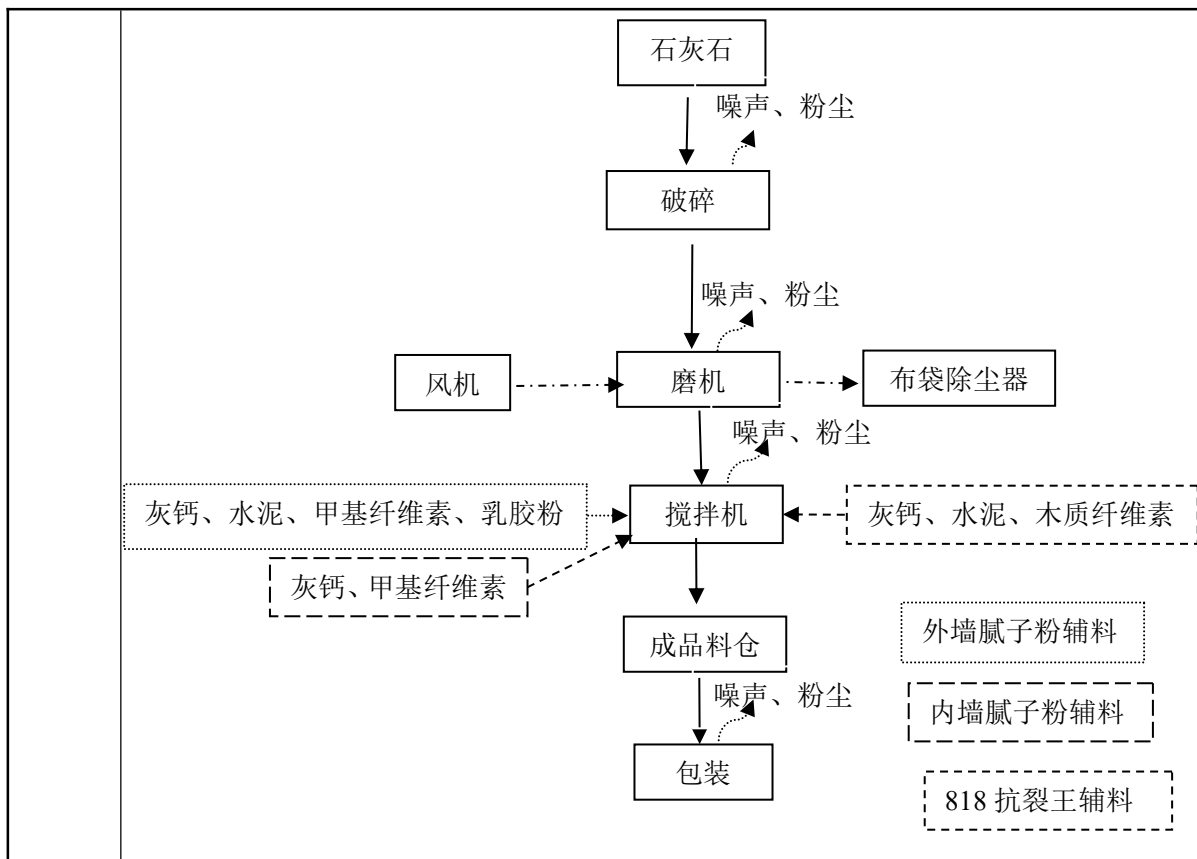 石灰石
噪声、粉尘
破碎
噪声、粉尘
风机
磨机
布袋除尘器
噪声、粉尘
灰钙、水泥、甲基纤维素、乳胶粉
搅拌机
灰钙、水泥、木质纤维素
灰钙、甲基纤维素
外墙腻子粉辅料
成品料仓
噪声、粉尘
内墙腻子粉辅料
包装
818 抗裂王辅料